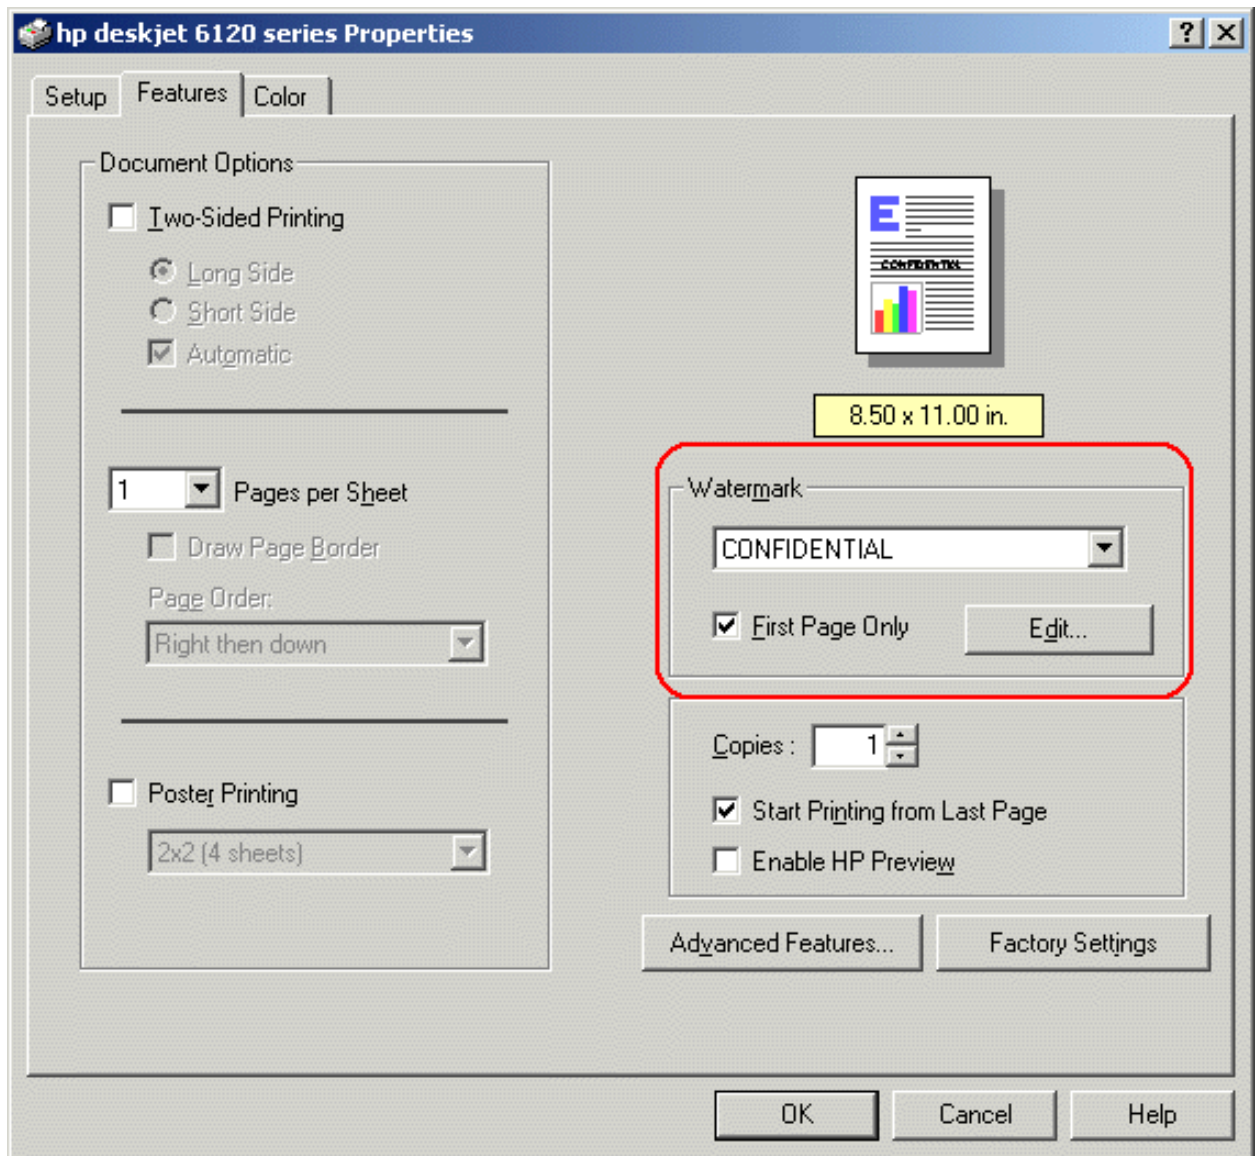 hp deskjet 6120 series Properties
Setup Features Color
Document Options
Two-Sided Printing
Long Side
Short Side
Automatic
1 Pages per Sheet
Draw Page Border
Page Order:
Right then down
Poster Printing
2x2 (4 sheets)
E
CONFIDENTIAL
8.50 x 11.00 in.
Watermark
CONFIDENTIAL
First Page Only Edit...
Copies : 1
Start Printing from Last Page
Enable HP Preview
Advanced Features... Factory Settings
OK Cancel Help